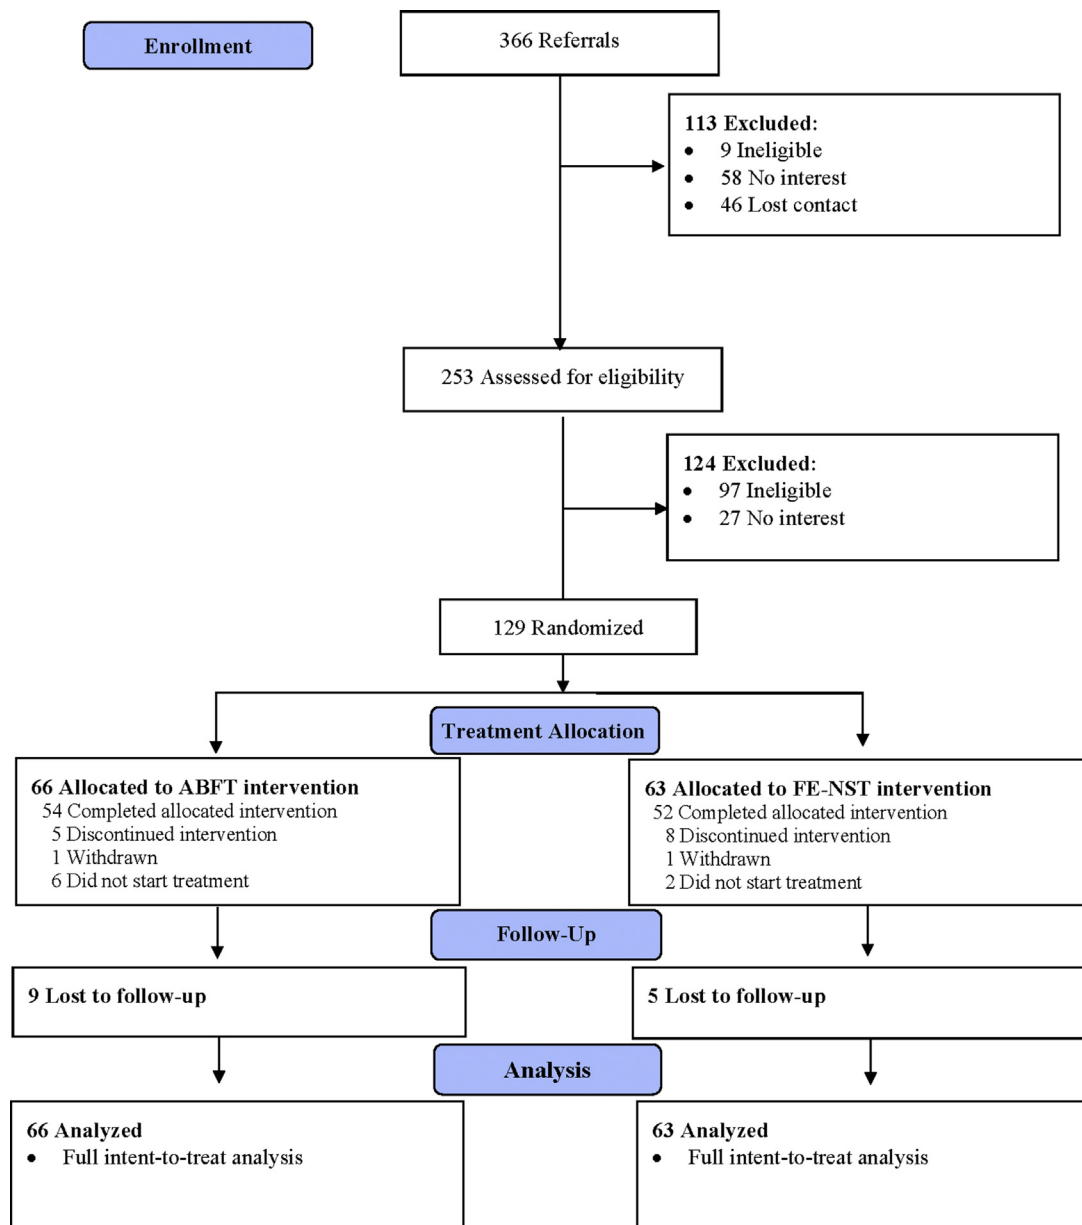 Enrollment
366 Referrals
113 Excluded:
• 9 Ineligible
• 58 No interest
• 46 Lost contact
253 Assessed for eligibility
124 Excluded:
• 97 Ineligible
• 27 No interest
129 Randomized
Treatment Allocation
66 Allocated to ABFT intervention
54 Completed allocated intervention
5 Discontinued intervention
1 Withdrawn
6 Did not start treatment
63 Allocated to FE-NST intervention
52 Completed allocated intervention
8 Discontinued intervention
1 Withdrawn
2 Did not start treatment
Follow-Up
9 Lost to follow-up
5 Lost to follow-up
Analysis
66 Analyzed
• Full intent-to-treat analysis
63 Analyzed
• Full intent-to-treat analysis